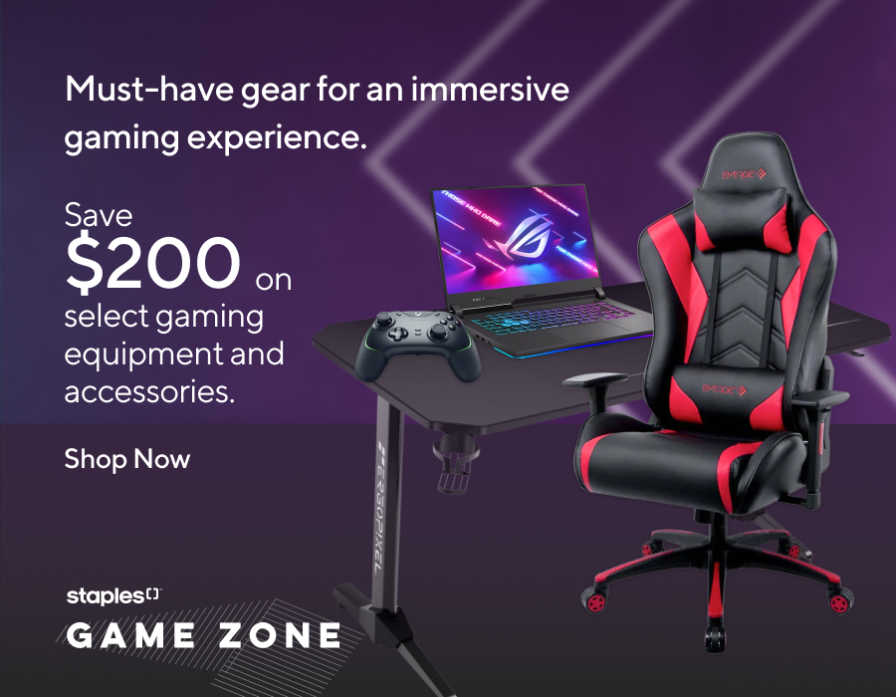 Must-have gear for an immersive
gaming experience.
Save
$200 on
select gaming
equipment and
accessories.
Shop Now
staples
GAME ZONE
ERGOPIXEL